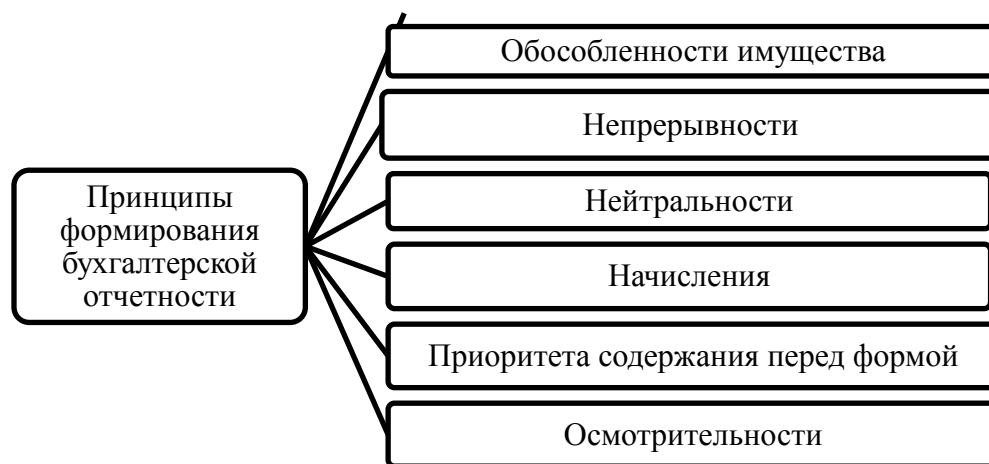 Принципы
формирования
бухгалтерской
отчетности
Обособленности имущества
Непрерывности
Нейтральности
Начисления
Приоритета содержания перед формой
Осмотрительности